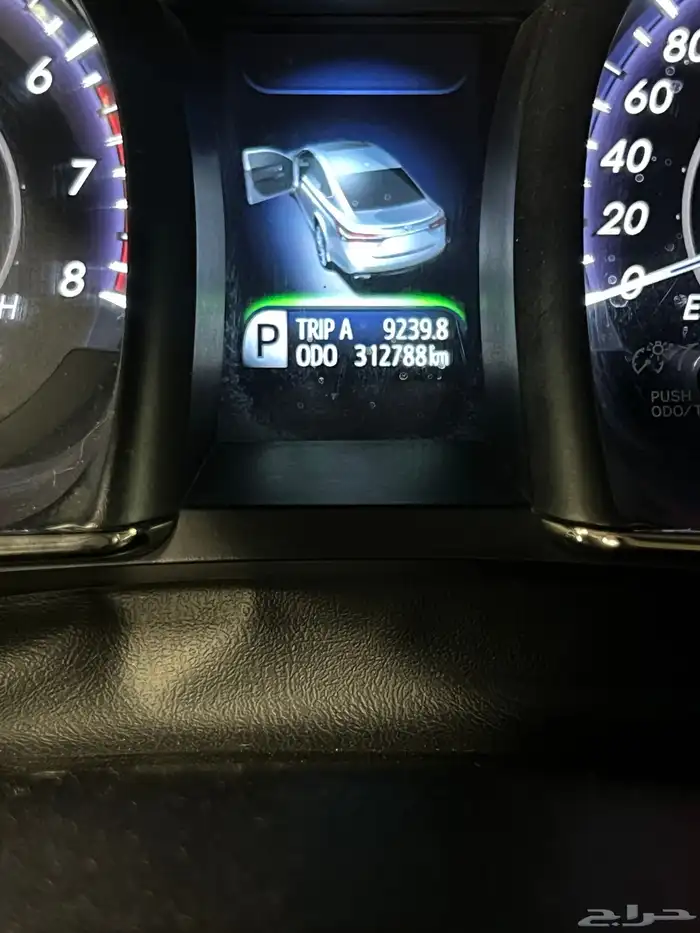 6
7
8
H
80
60
40
20
0
E
P
TRIP A 9239.8
ODO 312788 km
PUSH
ODO/T
حراج